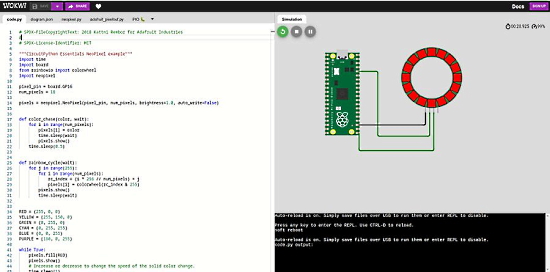 WOKWI
SAVE
SHARE
Docs
SIGN UP
code.py
diagram.json
neopixel.py
adafruit_pixelbuf.py
PIO
Simulation
# SPDX-FileCopyrightText: 2018 Kattni Rembor for Adafruit Industries
#
# SPDX-License-Identifier: MIT
"""CircuitPython Essentials NeoPixel example"""
import time
import board
from rainbowio import colorwheel
import neopixel
pixel_pin = board.GP16
num_pixels = 16
pixels = neopixel.NeoPixel(pixel_pin, num_pixels, brightness=1.0, auto_write=False)
def color_chase(color, wait):
for i in range(num_pixels):
pixels[i] = color
time.sleep(wait)
pixels.show()
time.sleep(0.5)
def rainbow_cycle(wait):
for j in range(255):
for i in range(num_pixels):
rc_index = (i * 256 // num_pixels) + j
pixels[i] = colorwheel(rc_index & 255)
pixels.show()
time.sleep(wait)
RED = (255, 0, 0)
YELLOW = (255, 150, 0)
GREEN = (0, 255, 0)
CYAN = (0, 255, 255)
BLUE = (0, 0, 255)
PURPLE = (180, 0, 255)
while True:
pixels.fill(RED)
pixels.show()
# Increase or decrease to change the speed of the solid color change.
Auto-reload is on. Simply save files over USB to run them or enter REPL to disable.
Press any key to enter the REPL. Use CTRL-D to reload.
soft reboot
Auto-reload is on. Simply save files over USB to run them or enter REPL to disable.
code.py output: